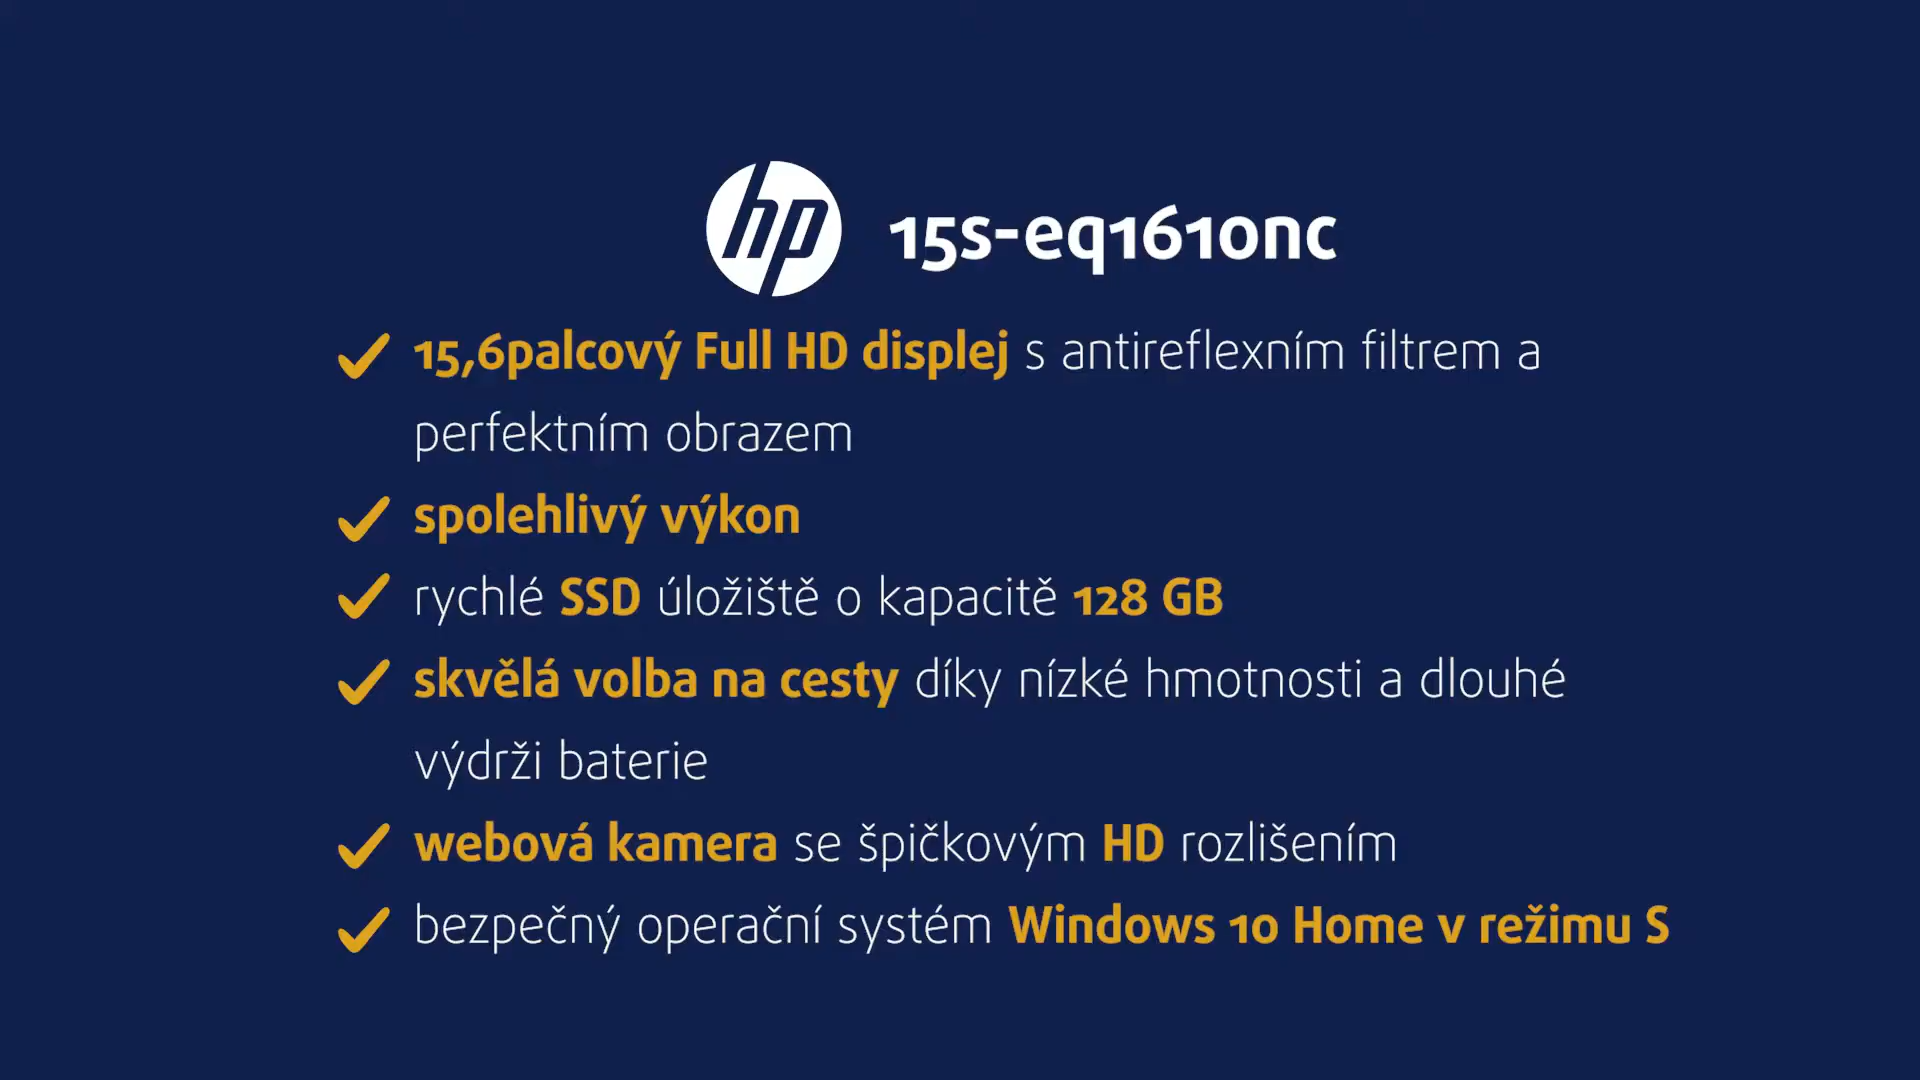 hp 15s-eq1610nc
15,6palcový Full HD displej s antireflexním filtrem a
perfektním obrazem
spolehlivý výkon
rychlé SSD úložiště o kapacitě 128 GB
skvělá volba na cesty díky nízké hmotnosti a dlouhé
výdrži baterie
webová kamera se špičkovým HD rozlišením
bezpečný operační systém Windows 10 Home v režimu S